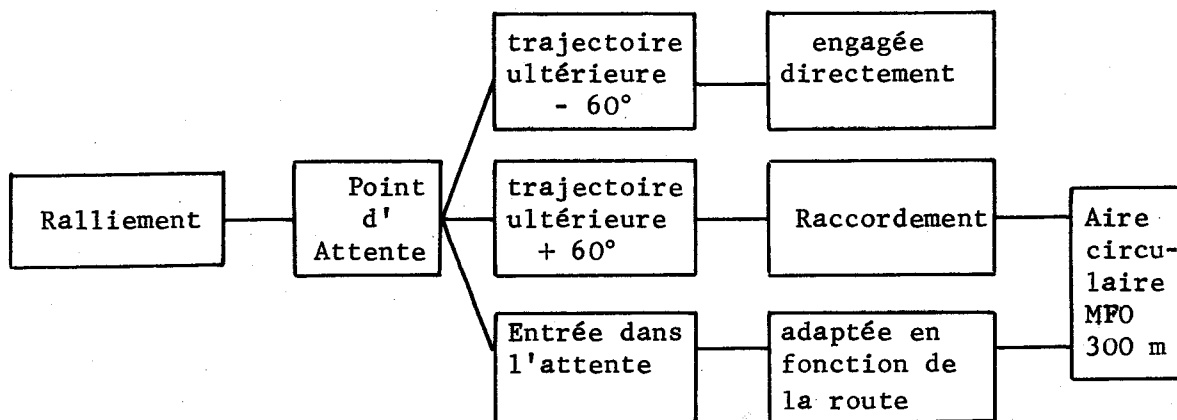 trajectoire
ultérieure
- 60°
engagée
directement
Ralliement
Point
d'
Attente
trajectoire
ultérieure
+ 60°
Raccordement
Aire
circu-
laire
MFO
300 m
Entrée dans
l'attente
adaptée en
fonction de
la route